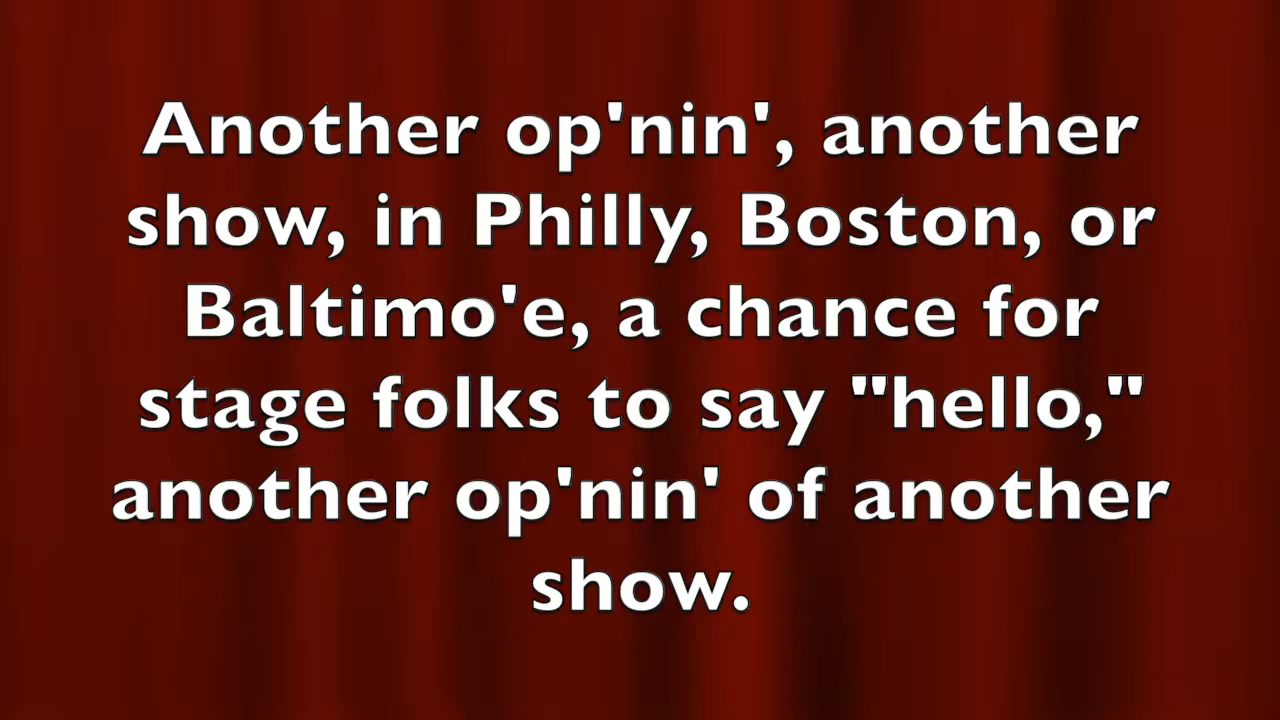 Another op'nin', another
show, in Philly, Boston, or
Baltimo'e, a chance for
stage folks to say "hello,"
another op'nin' of another
show.